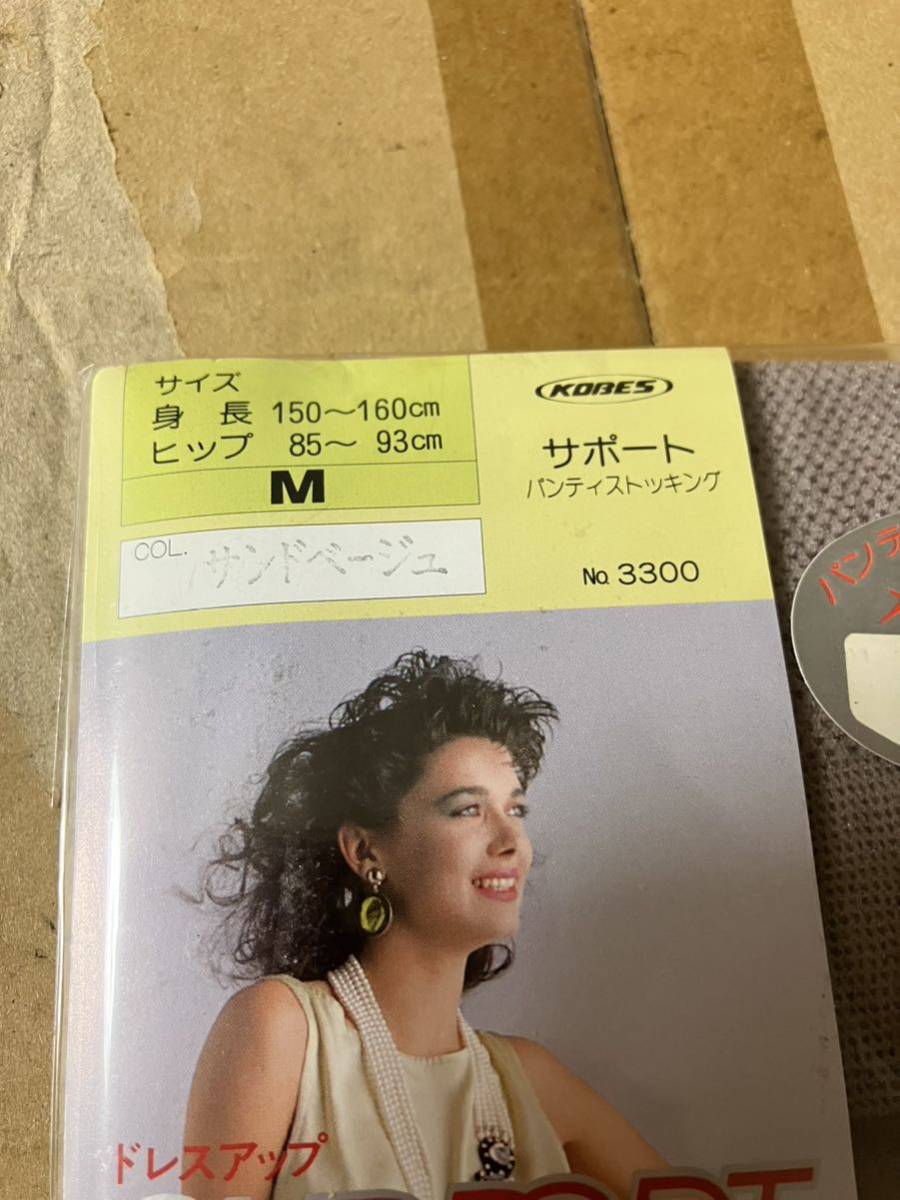 サイズ
身長 150〜160cm
ヒップ 85〜 93cm
M
COL. サンドベージュ
KOBES
サポート
パンティストッキング
No. 3300
ドレスアップ
SUPPORT